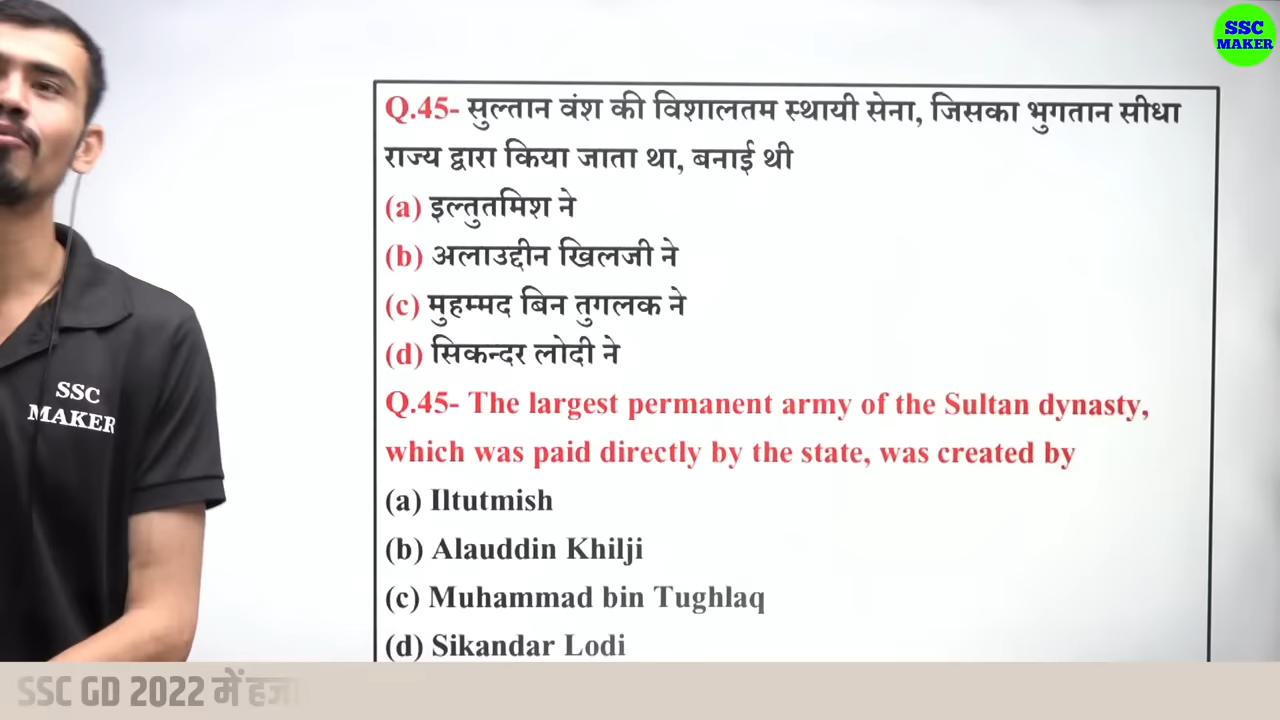 SSC
MAKER
Q.45- सुल्तान वंश की विशालतम स्थायी सेना, जिसका भुगतान सीधा
राज्य द्वारा किया जाता था, बनाई थी
(a) इल्तुतमिश ने
(b) अलाउद्दीन खिलजी ने
(c) मुहम्मद बिन तुगलक ने
(d) सिकन्दर लोदी ने
Q.45- The largest permanent army of the Sultan dynasty,
which was paid directly by the state, was created by
(a) Iltutmish
(b) Alauddin Khilji
(c) Muhammad bin Tughlaq
(d) Sikandar Lodi
SSC
MAKER
SSC GD 2022 में